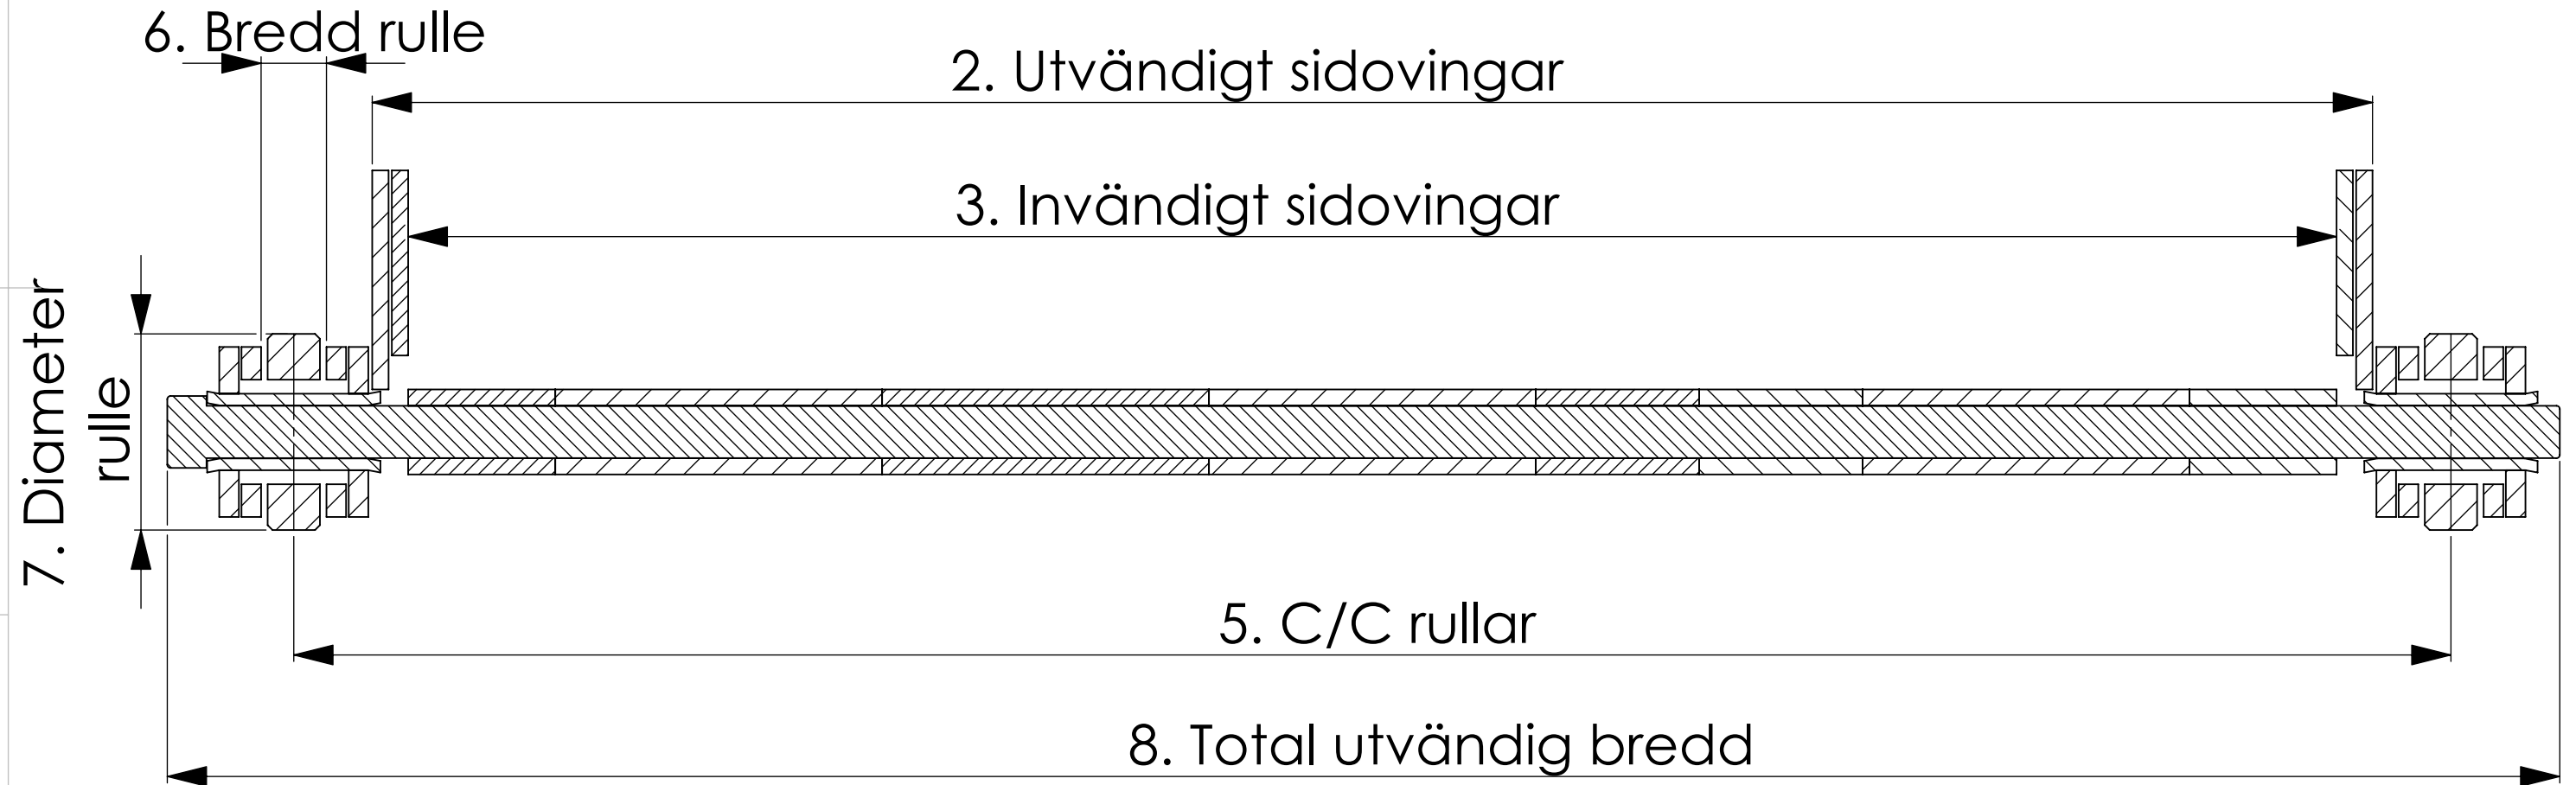 6. Bredd rulle
2. Utvändigt sidovingar
3. Invändigt sidovingar
7. Diameter
rulle
5. C/C rullar
8. Total utvändig bredd